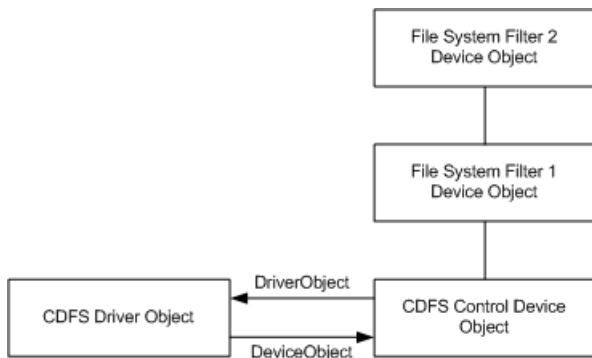 File System Filter 2
Device Object
File System Filter 1
Device Object
DriverObject
CDFS Driver Object
CDFS Control Device
Object
DeviceObject